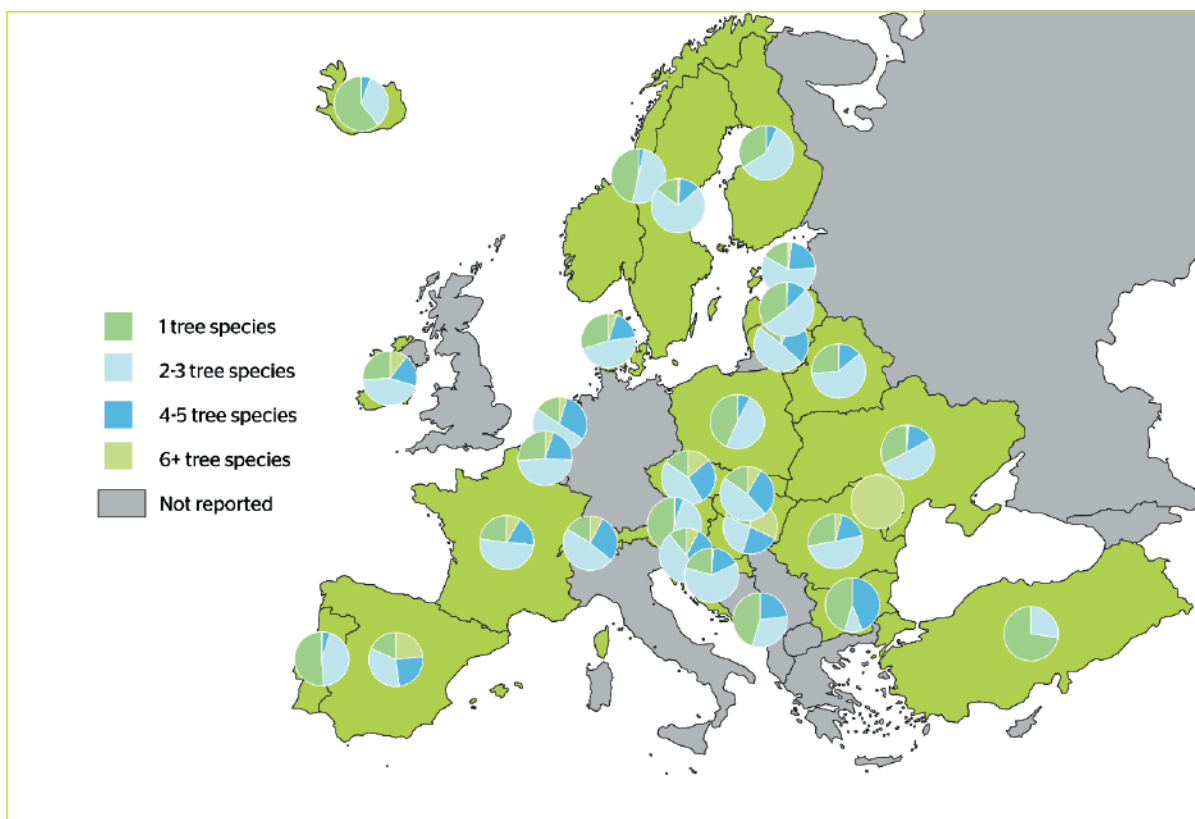 1 tree species
2-3 tree species
4-5 tree species
6+ tree species
Not reported